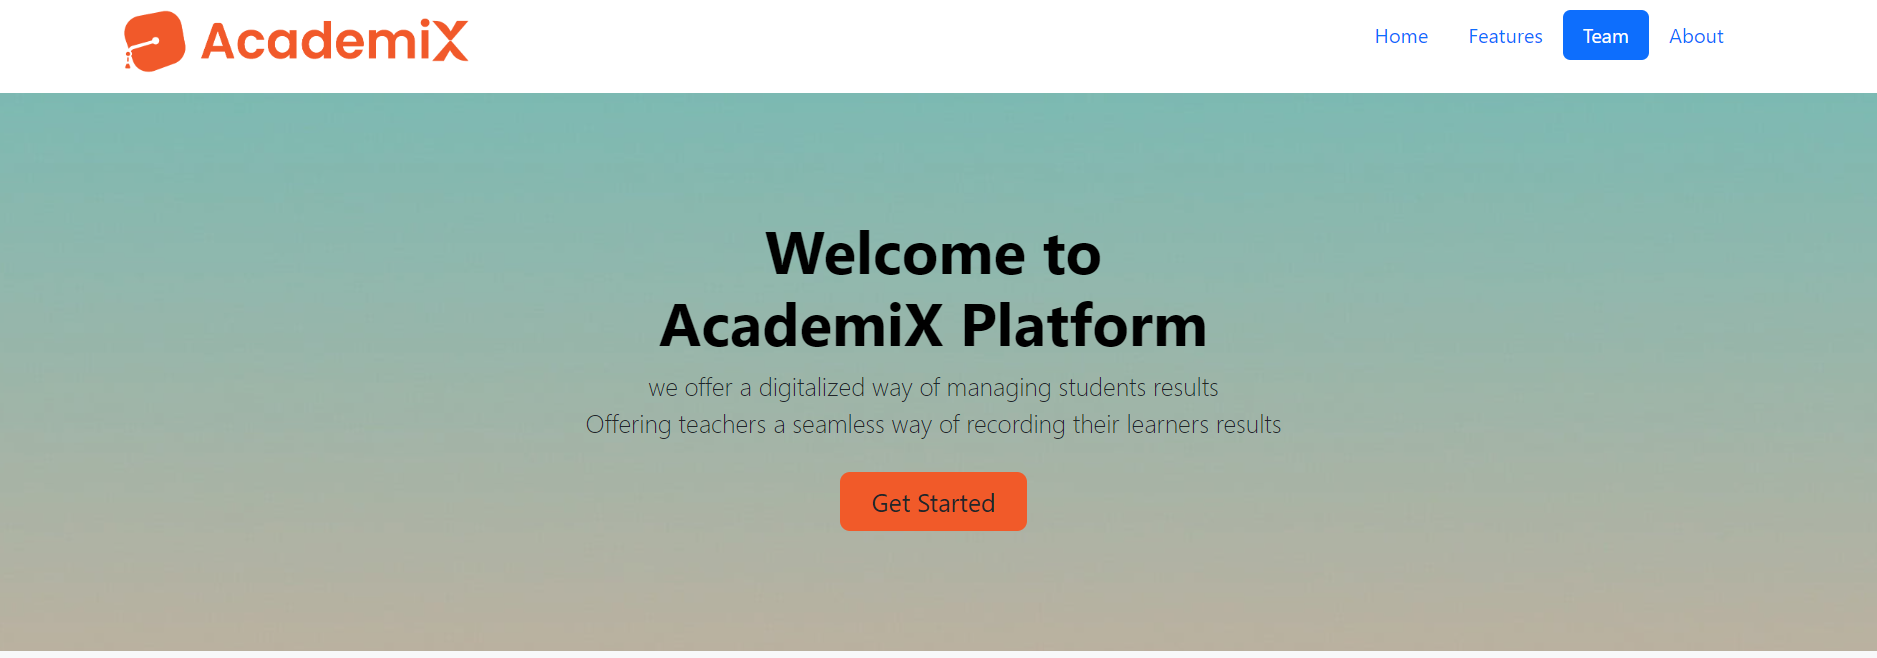 AcademiX
Home Features Team About
Welcome to
AcademiX Platform
we offer a digitalized way of managing students results
Offering teachers a seamless way of recording their learners results
Get Started